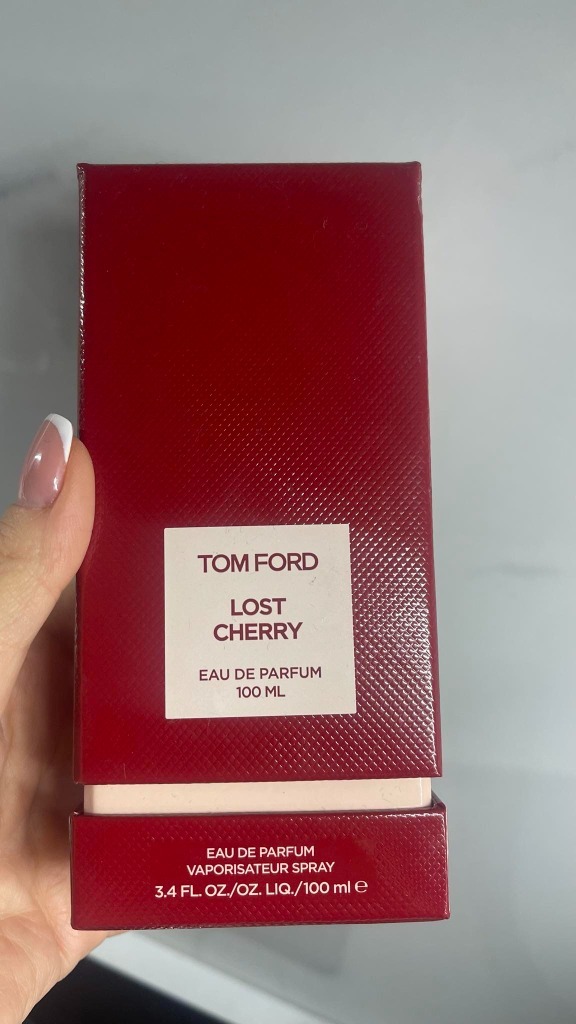 TOM FORD
LOST
CHERRY
EAU DE PARFUM
100 ML
EAU DE PARFUM
VAPORISATEUR SPRAY
3.4 FL. OZ./OZ. LIQ./100 ml ℮